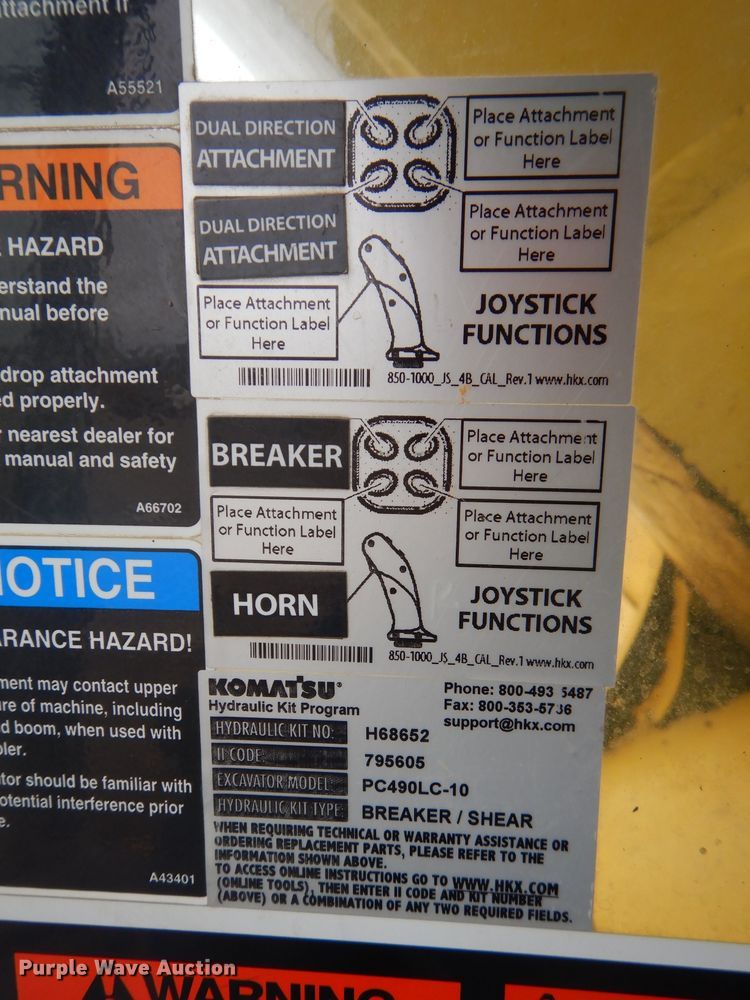 ttachment if
A55521
RNING
HAZARD
erstand the
nual before
drop attachment
ed properly.
r nearest dealer for
manual and safety
A66702
OTICE
ARANCE HAZARD!
ment may contact upper
re of machine, including
d boom, when used with
pler.
tor should be familiar with
otential interference prior
e.
A43401
DUAL DIRECTION
ATTACHMENT
Place Attachment
or Function Label
Here
DUAL DIRECTION
ATTACHMENT
Place Attachment
or Function Label
Here
Place Attachment
or Function Label
Here
JOYSTICK
FUNCTIONS
850-1000_JS_4B_CAL_Rev.1 www.hkx.com
BREAKER
Place Attachment
or Function Label
Here
Place Attachment
or Function Label
Here
Place Attachment
or Function Label
Here
HORN
JOYSTICK
FUNCTIONS
850-1000_JS_4B_CAL_Rev.1 www.hkx.com
KOMATSU
Hydraulic Kit Program
Phone: 800-493 5487
Fax: 800-353-5736
support@hkx.com
HYDRAULIC KIT NO: H68652
II CODE: 795605
EXCAVATOR MODEL: PC490LC-10
HYDRAULIC KIT TYPE: BREAKER / SHEAR
WHEN REQUIRING TECHNICAL OR WARRANTY ASSISTANCE OR
ORDERING REPLACEMENT PARTS, PLEASE REFER TO THE
INFORMATION SHOWN ABOVE.
TO ACCESS ONLINE INSTRUCTIONS GO TO WWW.HKX.COM
(ONLINE TOOLS), THEN ENTER II CODE AND KIT NUMBER
(ABOVE) OR A COMBINATION OF ANY TWO REQUIRED FIELDS.
WARNING
Purple Wave Auction